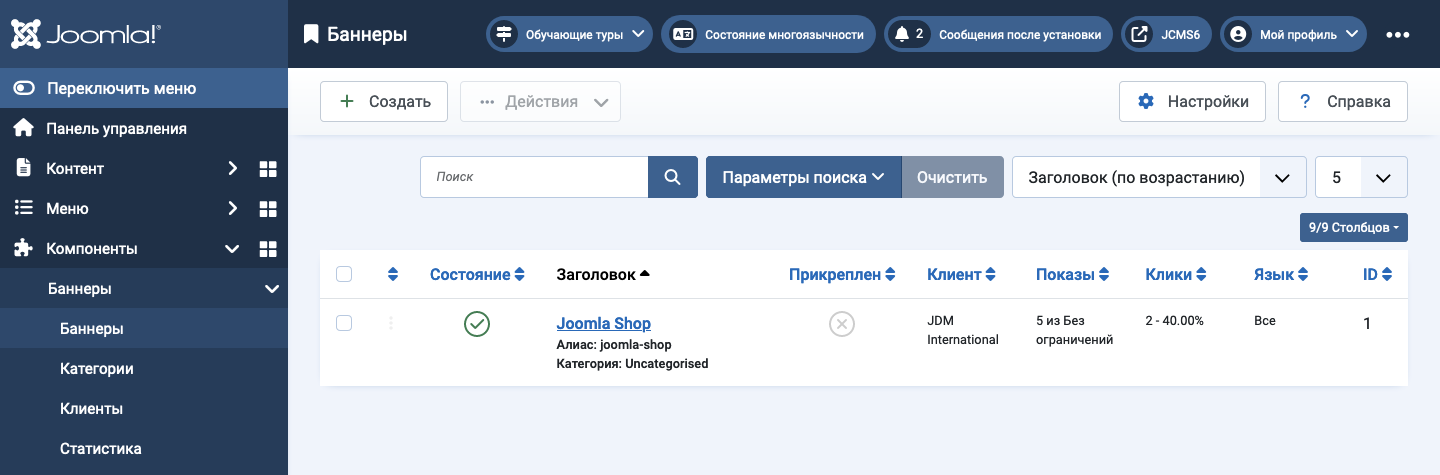 Joomla!®
Баннеры
Обучающие туры
Состояние многоязычности
2 Сообщения после установки
JCMS6
Мой профиль
Переключить меню
Панель управления
Контент
Меню
Компоненты
Баннеры
Баннеры
Категории
Клиенты
Статистика
Создать
Действия
Настройки
? Справка
Поиск
Параметры поиска
Очистить
Заголовок (по возрастанию)
5
9/9 Столбцов
Состояние Заголовок Прикреплен Клиент Показы Клики Язык ID
Joomla Shop
Алиас: joomla-shop
Категория: Uncategorised
JDM
International
5 из Без
ограничений
2 - 40.00%
Все
1